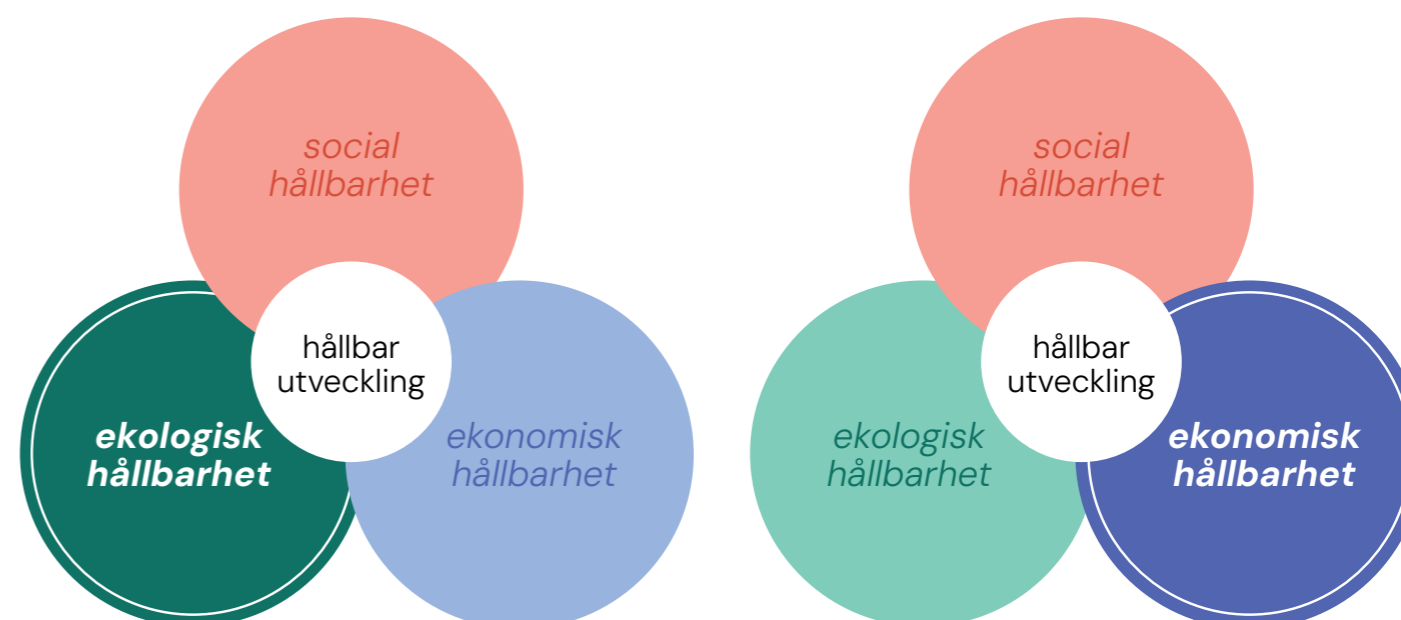 social
hållbarhet
hållbar
utveckling
ekologisk
hållbarhet
ekonomisk
hållbarhet
social
hållbarhet
hållbar
utveckling
ekologisk
hållbarhet
ekonomisk
hållbarhet